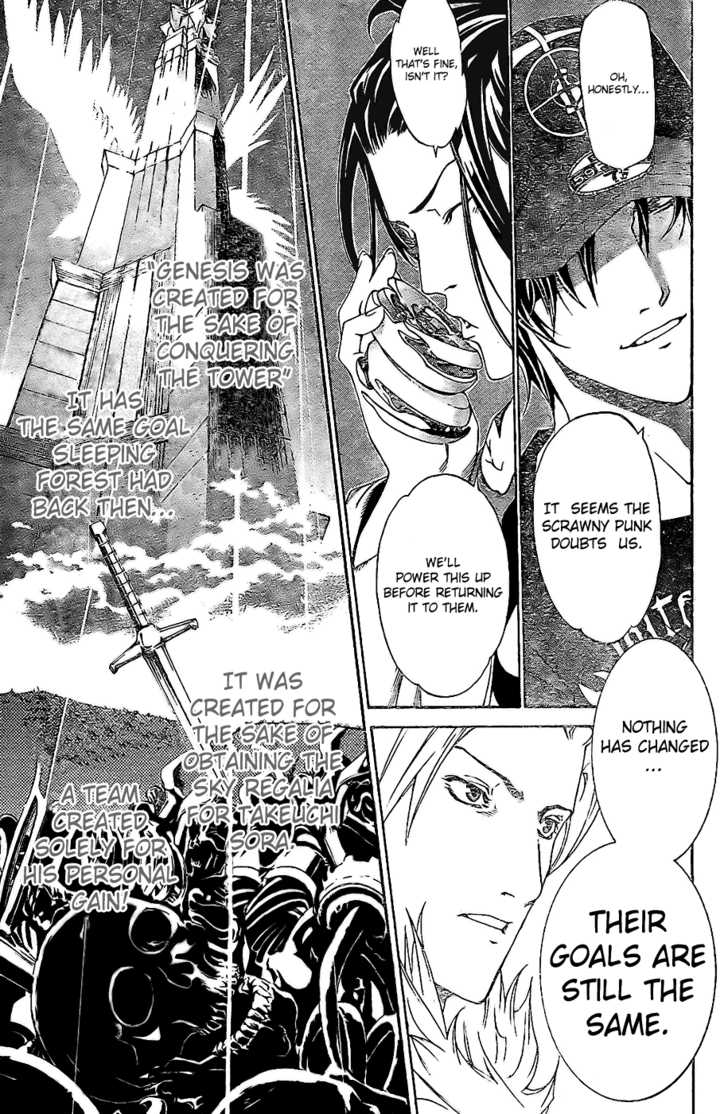 OH,
HONESTLY...
IT SEEMS THE
SCRAWNY PUNK
DOUBTS US.
WELL
THAT'S FINE,
ISN'T IT?
WE'LL
POWER THIS UP
BEFORE RETURNING
IT TO THEM.
NOTHING
HAS CHANGED
...
THEIR
GOALS ARE
STILL THE
SAME.
"GENESIS WAS
CREATED FOR
THE SAKE OF
CONQUERING
THE TOWER"
IT HAS
THE SAME GOAL
SLEEPING
FOREST HAD
BACK THEN...
IT WAS
CREATED FOR
THE SAKE OF
OBTAINING THE
SKY REGALIA
FOR TAKEUCHI
SORA.
A TEAM
CREATED
SOLELY FOR
HIS PERSONAL
GAIN!